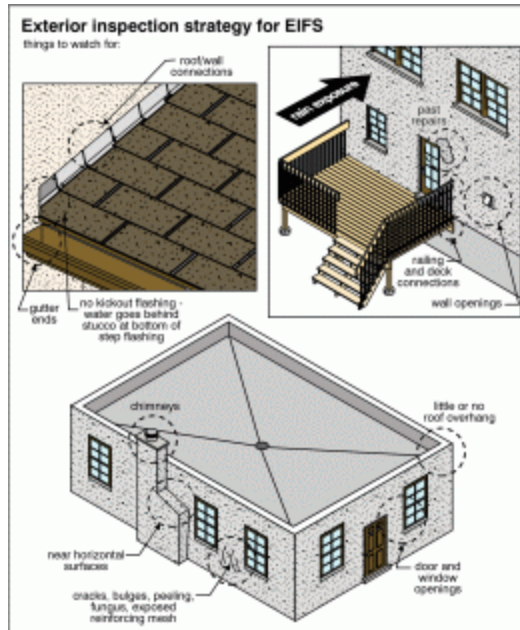 Exterior inspection strategy for EIFS
things to watch for:
roof/wall
connections
rain exposure
past
repairs
railing
and deck
connections
wall openings
gutter
ends
no kickout flashing -
water goes behind
stucco at bottom of
step flashing
chimneys
little or no
roof overhang
near horizontal
surfaces
door and
window
openings
cracks, bulges, peeling,
fungus, exposed
reinforcing mesh